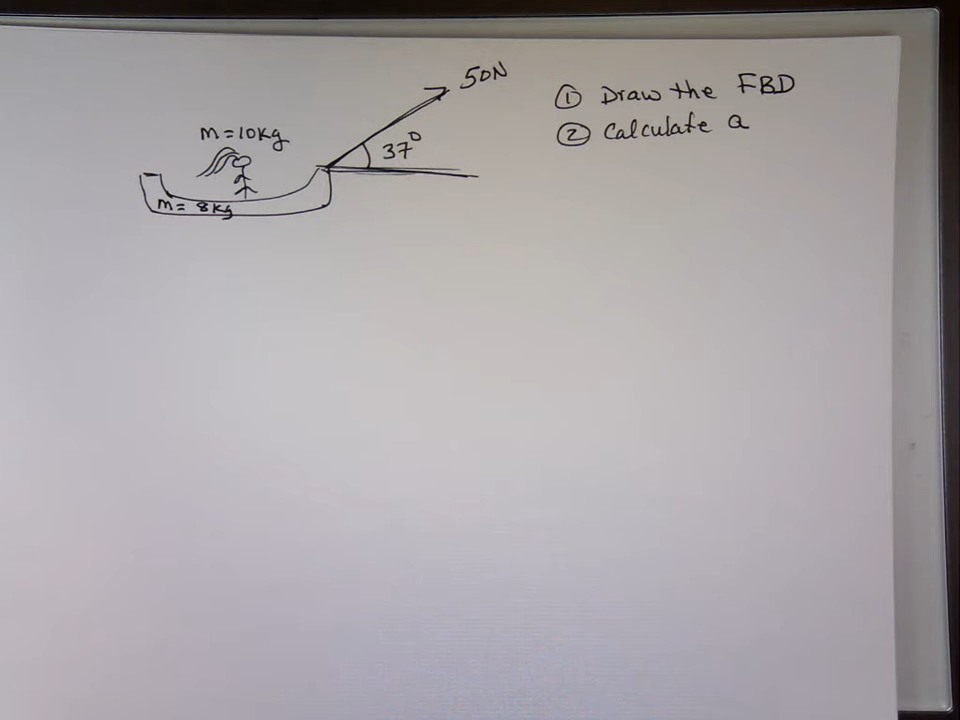 50N
① Draw the FBD
② Calculate a
m=10kg
37°
m= 8kg